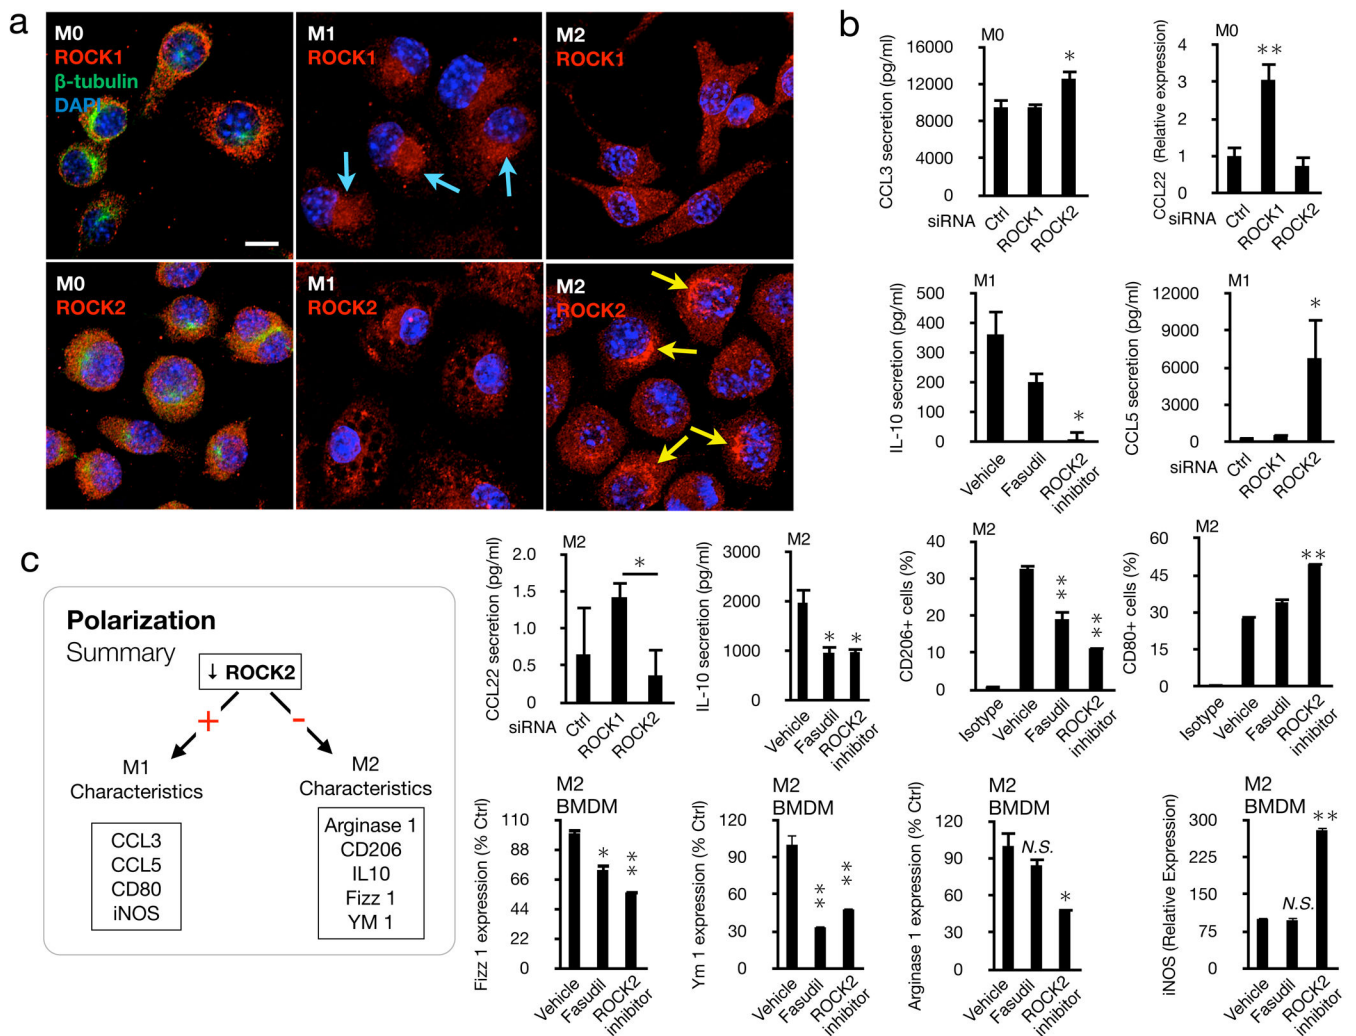 a
M0
ROCK1
β-tubulin
DAPI
M1
ROCK1
M2
ROCK1
M0
ROCK2
M1
ROCK2
M2
ROCK2
b
M0
CCL3 secretion (pg/ml)
16000
12000
8000
4000
0
siRNA
Ctrl
ROCK1
ROCK2
*
CCL22 (Relative expression)
4
3
2
1
0
siRNA
Ctrl
ROCK1
ROCK2
**
M1
IL-10 secretion (pg/ml)
500
400
300
200
100
0
Vehicle
Fasudil
ROCK2
inhibitor
*
M1
CCL5 secretion (pg/ml)
12000
9000
6000
3000
0
siRNA
Ctrl
ROCK1
ROCK2
*
M2
CCL22 secretion (pg/ml)
2.0
1.5
1.0
0.5
0
siRNA
Ctrl
ROCK1
ROCK2
*
M2
IL-10 secretion (pg/ml)
3000
2000
1000
0
Vehicle
Fasudil
ROCK2
inhibitor
*
*
M2
CD206+ cells (%)
40
30
20
10
0
Isotype
Vehicle
Fasudil
ROCK2
inhibitor
**
**
M2
CD80+ cells (%)
60
45
30
15
0
Isotype
Vehicle
Fasudil
ROCK2
inhibitor
**
M2
BMDM
Fizz 1 expression (% Ctrl)
110
88
66
44
22
0
Vehicle
Fasudil
ROCK2
inhibitor
*
**
M2
BMDM
Ym 1 expression (% Ctrl)
120
90
60
30
0
Vehicle
Fasudil
ROCK2
inhibitor
**
**
M2
BMDM
Arginase 1 expression (% Ctrl)
120
90
60
30
0
Vehicle
Fasudil
ROCK2
inhibitor
N.S.
*
M2
BMDM
iNOS (Relative Expression)
300
225
150
75
0
Vehicle
Fasudil
ROCK2
inhibitor
N.S.
**
c
Polarization
Summary
↓ ROCK2
+
-
M1
Characteristics
CCL3
CCL5
CD80
iNOS
M2
Characteristics
Arginase 1
CD206
IL10
Fizz 1
YM 1